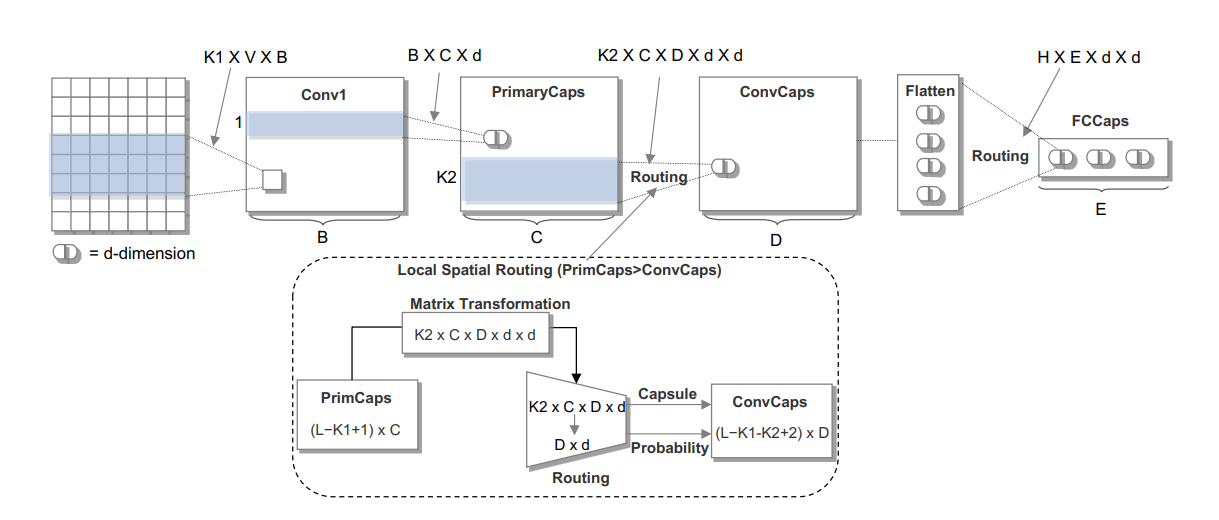 K1 X V X B
B X C X d
K2 X C X D X d X d
H X E X d X d
Conv1
PrimaryCaps
ConvCaps
Flatten
1
FCCaps
Routing
K2
Routing
B
C
D
E
= d-dimension
Local Spatial Routing (PrimCaps>ConvCaps)
Matrix Transformation
K2 x C x D x d x d
PrimCaps
(L−K1+1) x C
K2 x C x D x d
D x d
Routing
Capsule
Probability
ConvCaps
(L−K1-K2+2) x D